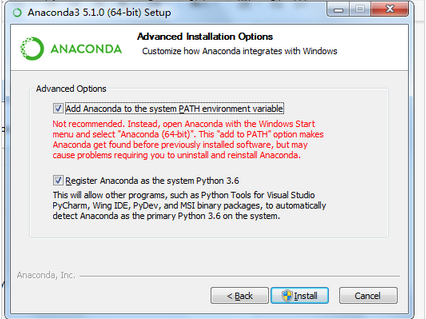 Anaconda3 5.1.0 (64-bit) Setup
Advanced Installation Options
ANACONDA
Customize how Anaconda integrates with Windows
Advanced Options
Add Anaconda to the system PATH environment variable
Not recommended. Instead, open Anaconda with the Windows Start
menu and select "Anaconda (64-bit)". This "add to PATH" option makes
Anaconda get found before previously installed software, but may
cause problems requiring you to uninstall and reinstall Anaconda.
Register Anaconda as the system Python 3.6
This will allow other programs, such as Python Tools for Visual Studio
PyCharm, Wing IDE, PyDev, and MSI binary packages, to automatically
detect Anaconda as the primary Python 3.6 on the system.
Anaconda, Inc.
< Back
Install
Cancel